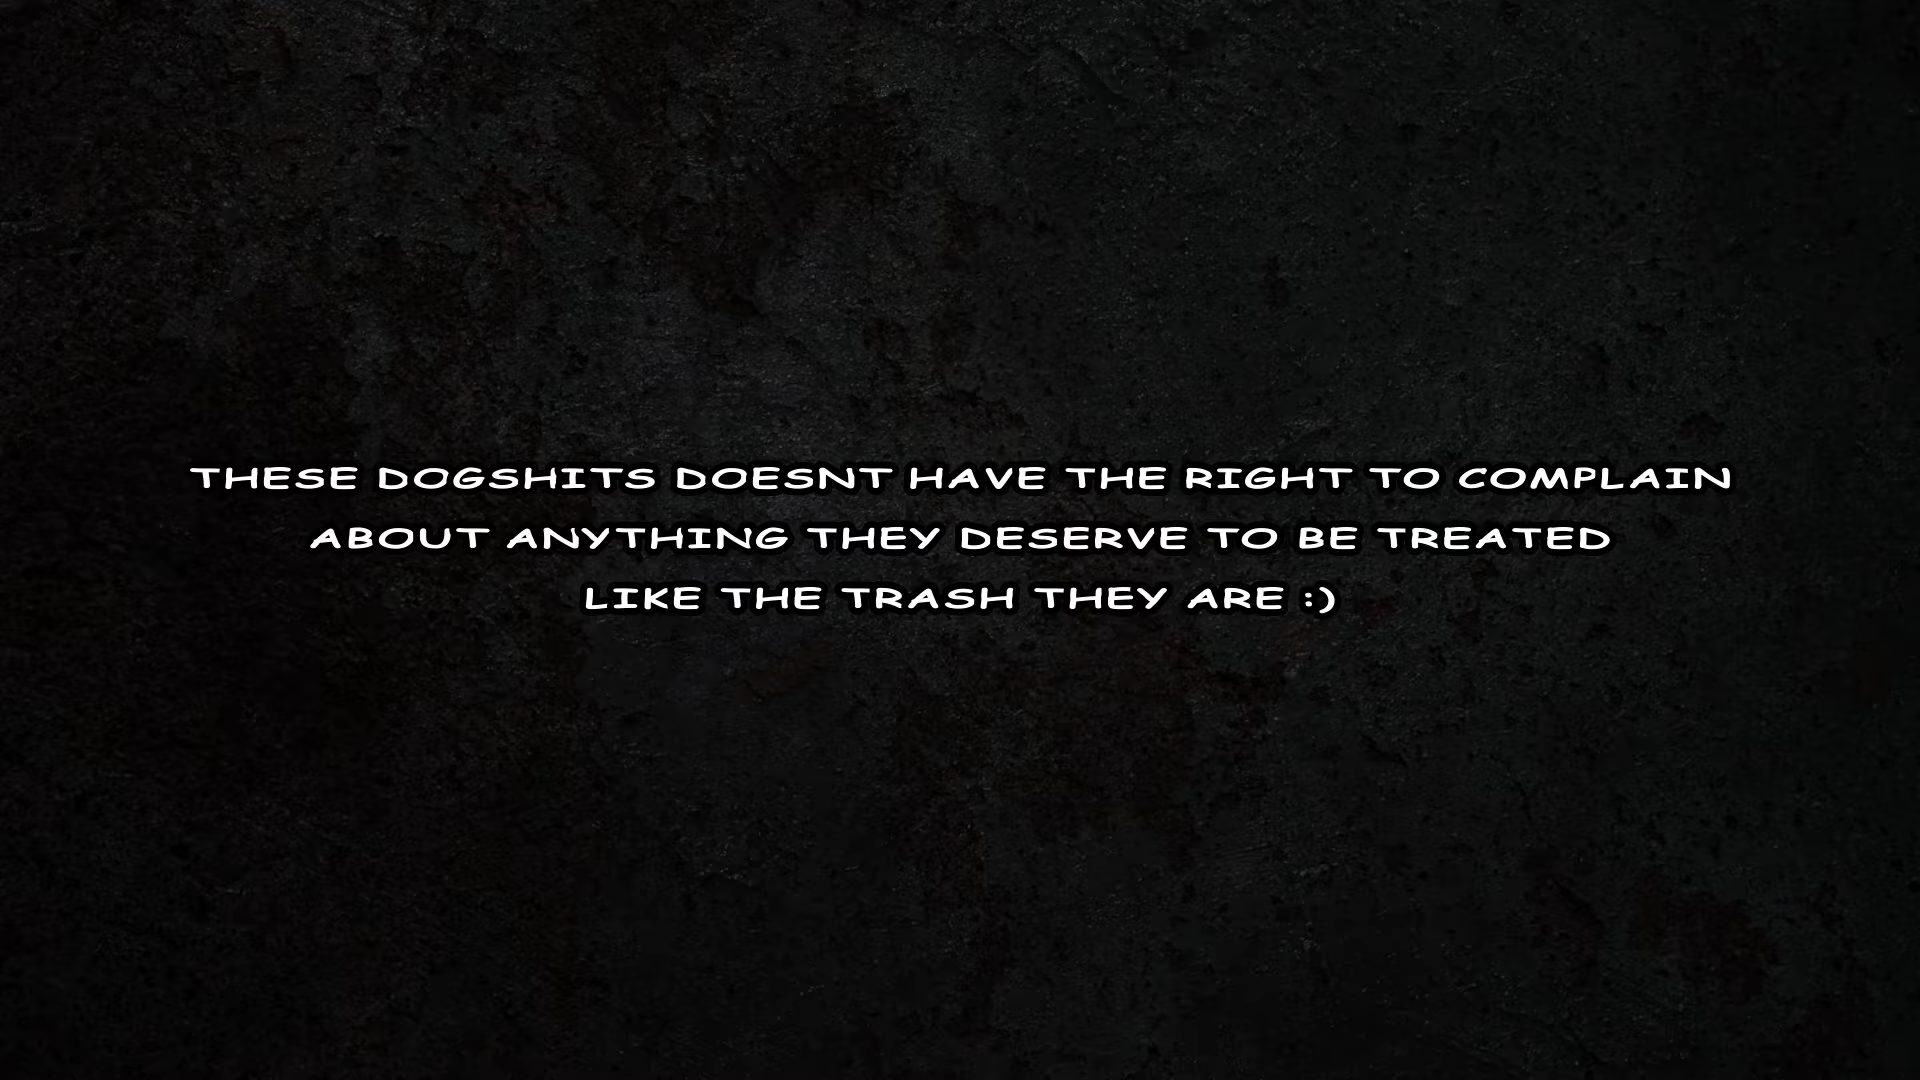 THESE DOGSHITS DOESNT HAVE THE RIGHT TO COMPLAIN
ABOUT ANYTHING THEY DESERVE TO BE TREATED
LIKE THE TRASH THEY ARE :)